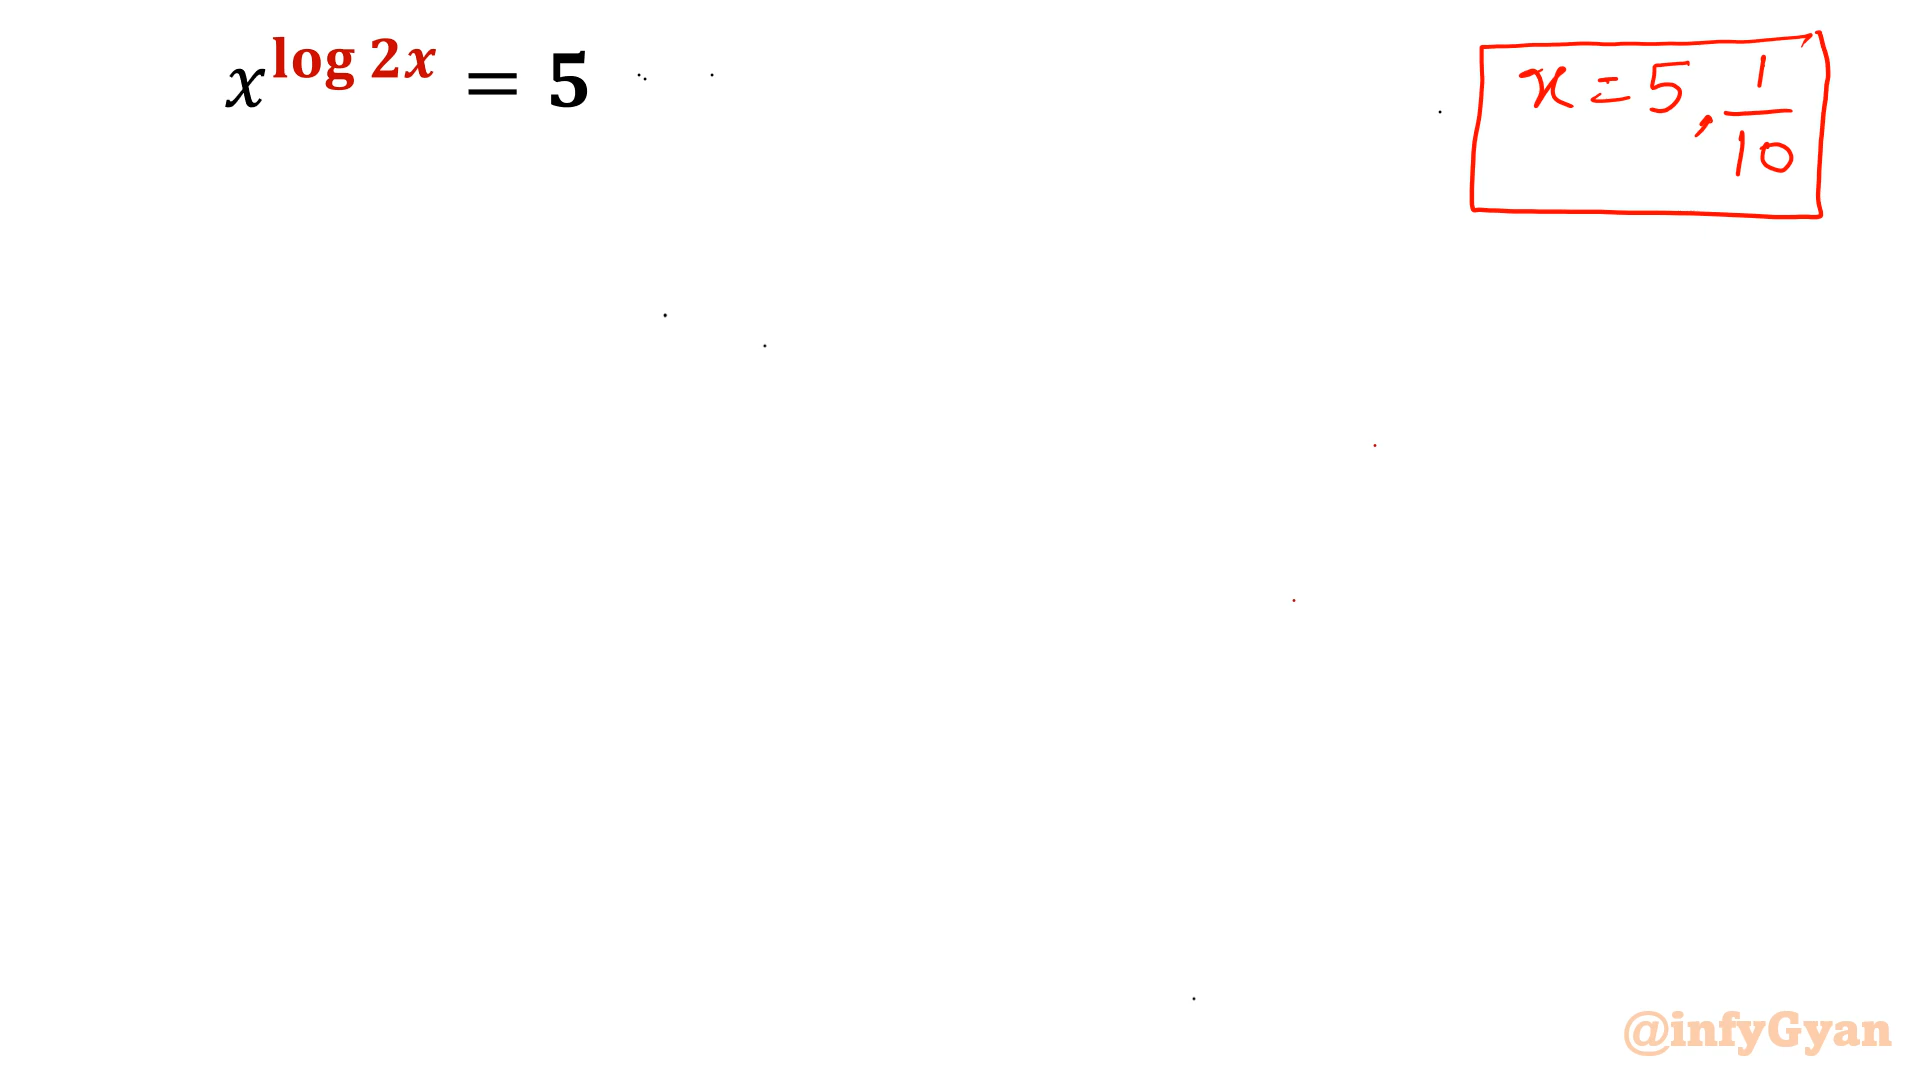 x^{log 2x} = 5
x = 5, 1/10
@infyGyan